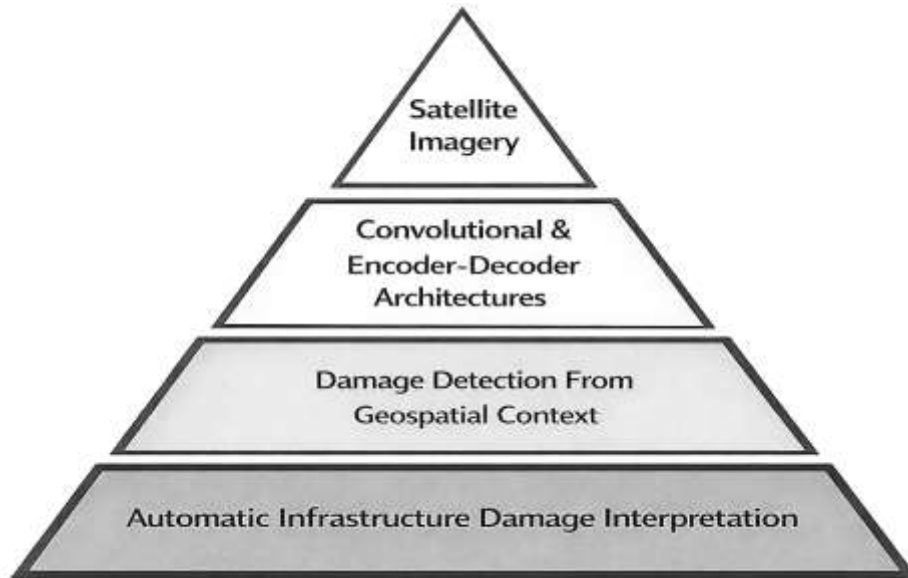 Satellite
Imagery
Convolutional &
Encoder-Decoder
Architectures
Damage Detection From
Geospatial Context
Automatic Infrastructure Damage Interpretation